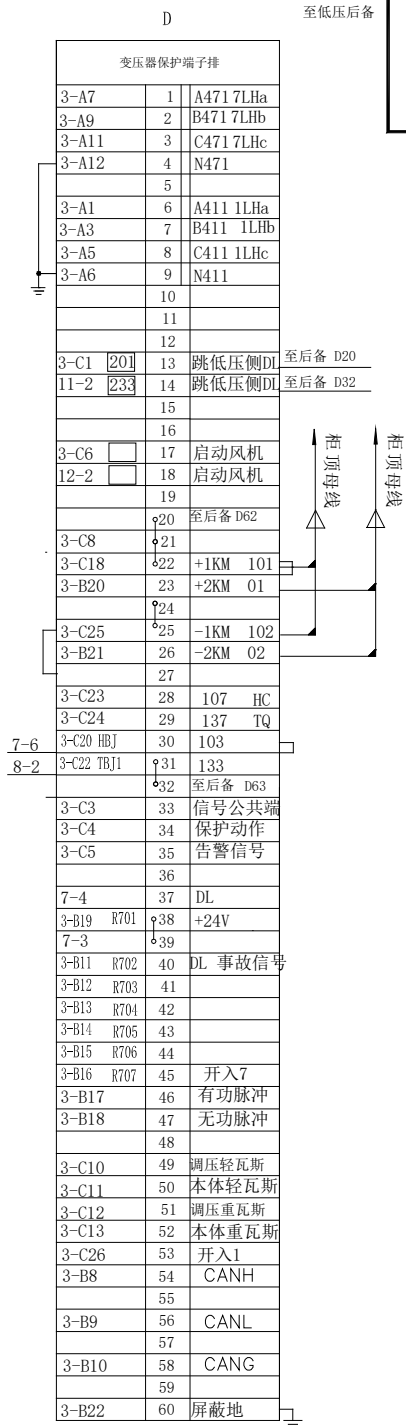 D
至低压后备
变压器保护端子排
3-A7 1 A471 7LHa
3-A9 2 B471 7LHb
3-A11 3 C471 7LHc
3-A12 4 N471
5
3-A1 6 A411 1LHa
3-A3 7 B411 1LHb
3-A5 8 C411 1LHc
3-A6 9 N411
10
11
12
3-C1 201 13 跳低压侧DL 至后备 D20
11-2 233 14 跳低压侧DL 至后备 D32
15
16
3-C6 17 启动风机
12-2 18 启动风机
19
柜顶母线
柜顶母线
20 至后备 D62
3-C8 21
3-C18 22 +1KM 101
3-B20 23 +2KM 01
24
3-C25 25 -1KM 102
3-B21 26 -2KM 02
27
3-C23 28 107 HC
3-C24 29 137 TQ
7-6 3-C20 HBJ 30 103
8-2 3-C22 TBJ1 31 133
32 至后备 D63
3-C3 33 信号公共端
3-C4 34 保护动作
3-C5 35 告警信号
36
7-4 37 DL
3-B19 R701 38 +24V
7-3 39
3-B11 R702 40 DL 事故信号
3-B12 R703 41
3-B13 R704 42
3-B14 R705 43
3-B15 R706 44
3-B16 R707 45 开入7
3-B17 46 有功脉冲
3-B18 47 无功脉冲
48
3-C10 49 调压轻瓦斯
3-C11 50 本体轻瓦斯
3-C12 51 调压重瓦斯
3-C13 52 本体重瓦斯
3-C26 53 开入1
3-B8 54 CANH
55
3-B9 56 CANL
57
3-B10 58 CANG
59
3-B22 60 屏蔽地